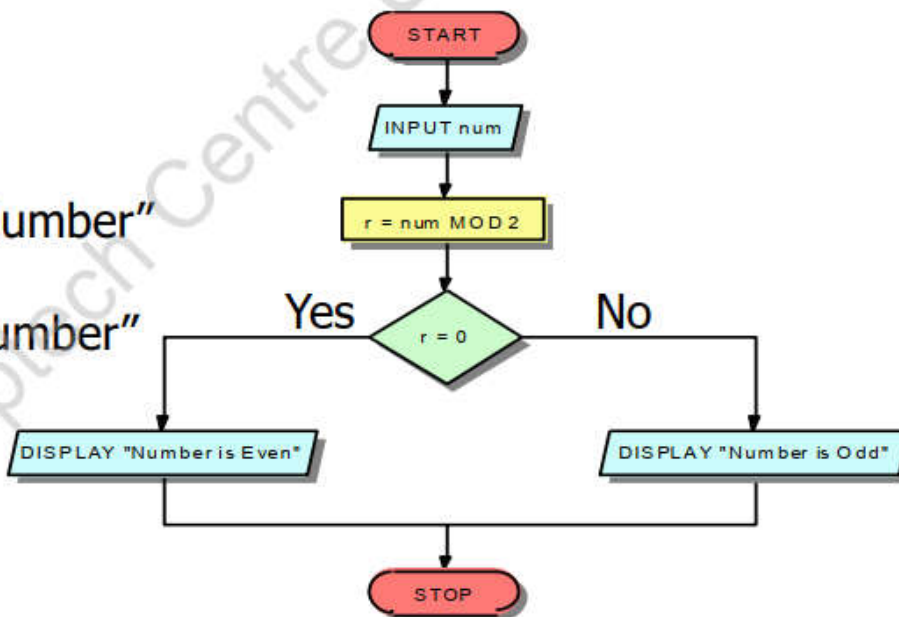 START
INPUT num
umber”
r = num MOD 2
Yes
No
umber”
r = 0
DISPLAY "Number is Even"
DISPLAY "Number is Odd"
STOP
Centre